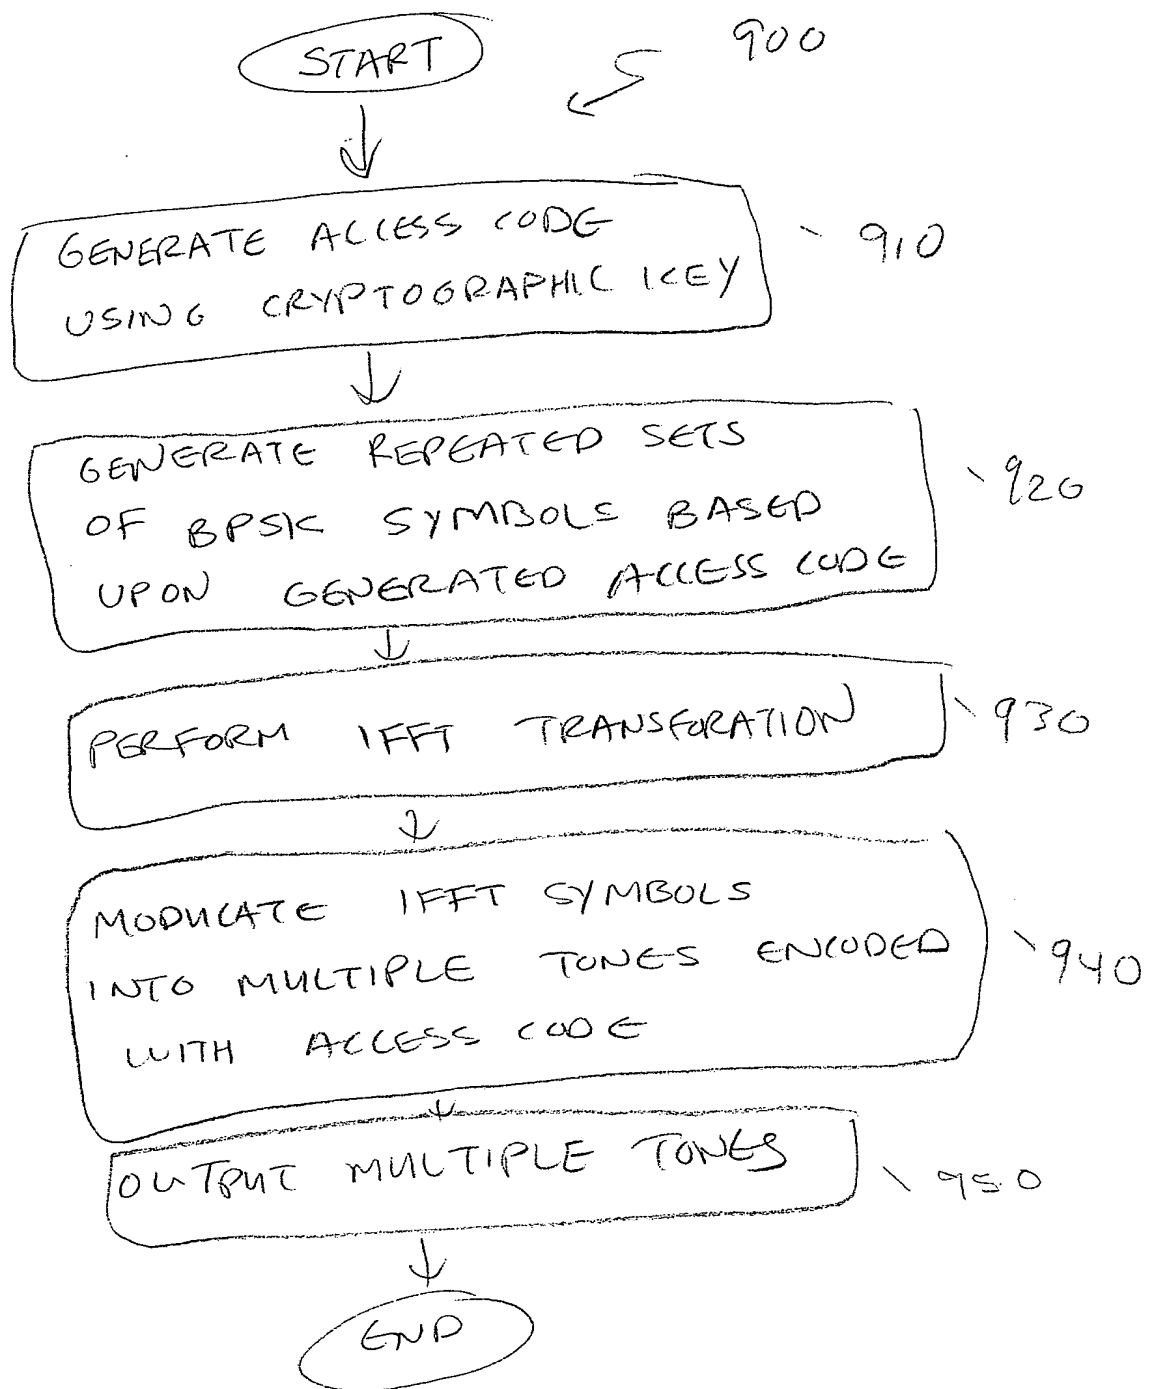 START
900
GENERATE ACCESS CODE
USING CRYPTOGRAPHIC KEY
910
GENERATE REPEATED SETS
OF BPSK SYMBOLS BASED
UPON GENERATED ACCESS CODE
920
PERFORM IFFT TRANSFORATION
930
MODULATE IFFT SYMBOLS
INTO MULTIPLE TONES ENCODED
WITH ACCESS CODE
940
OUTPUT MULTIPLE TONES
950
END